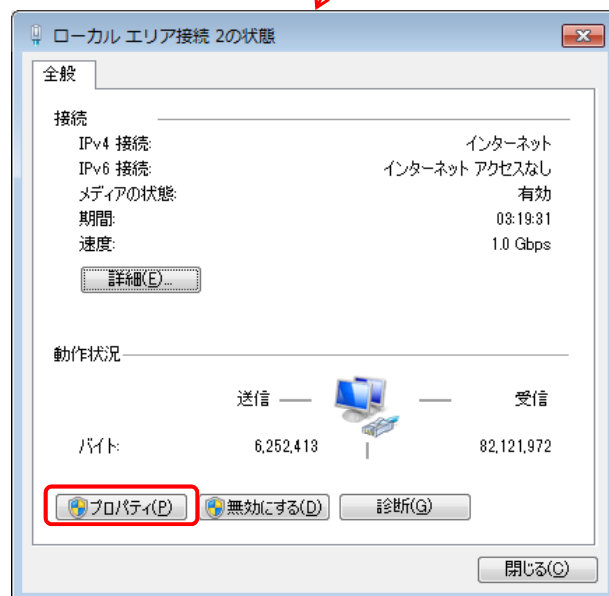 ローカル エリア接続 2の状態
全般
接続
IPv4 接続: インターネット
IPv6 接続: インターネット アクセスなし
メディアの状態: 有効
期間: 03:19:31
速度: 1.0 Gbps
詳細(E)...
動作状況
送信 受信
バイト: 6,252,413 82,121,972
プロパティ(P) 無効にする(D) 診断(G)
閉じる(C)